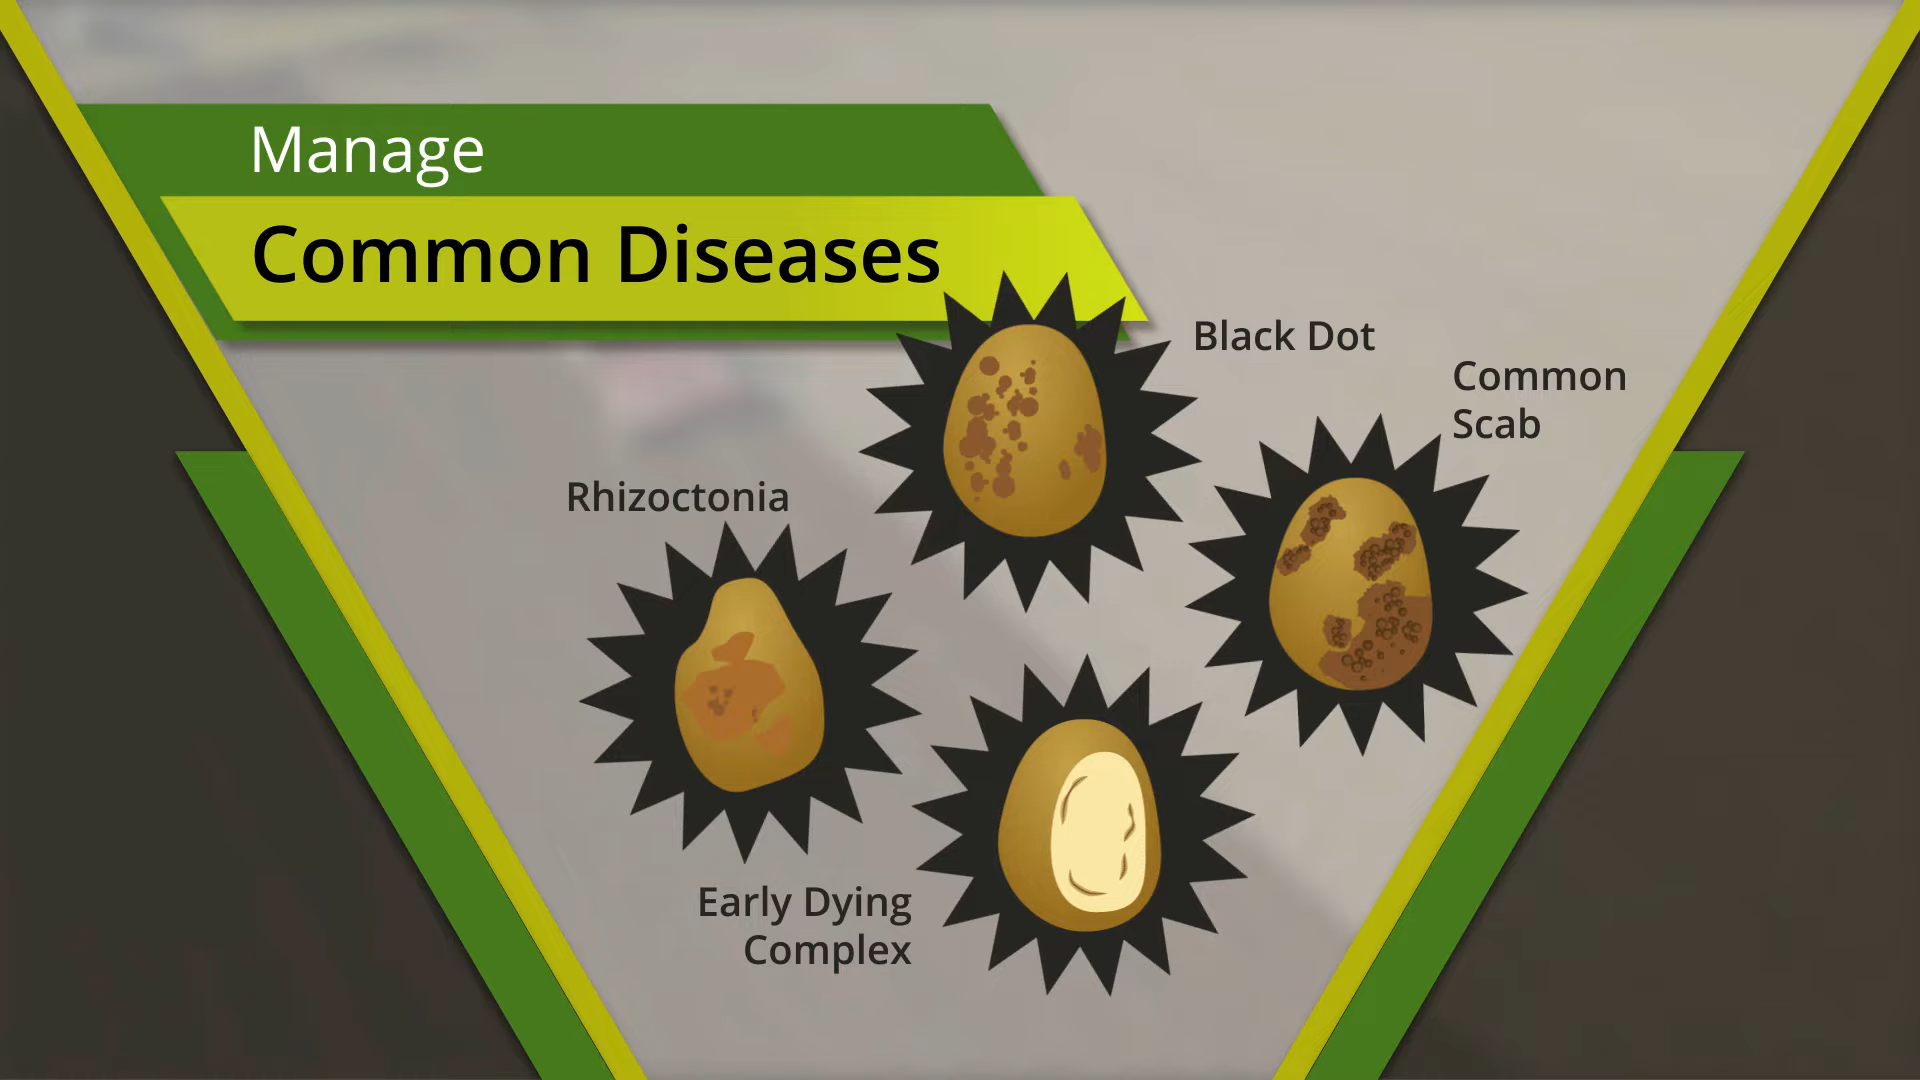 Manage
Common Diseases
Black Dot
Common
Scab
Rhizoctonia
Early Dying
Complex